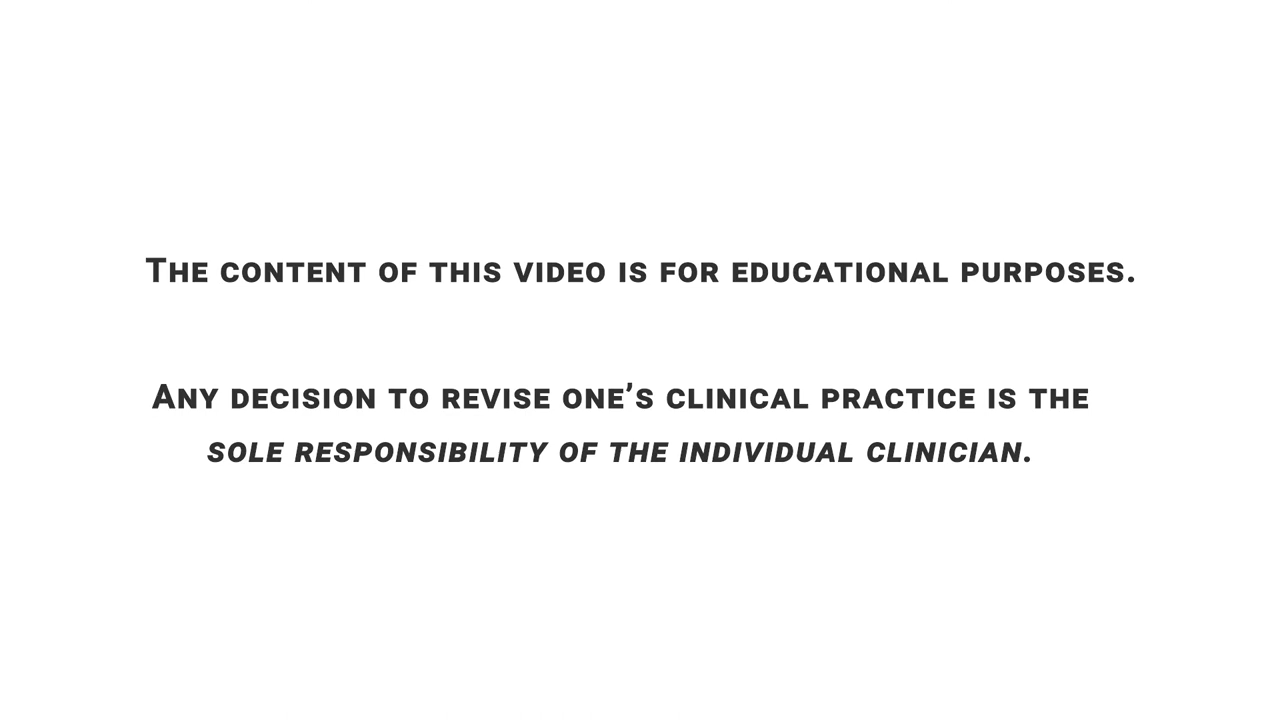 The content of this video is for educational purposes.
Any decision to revise one’s clinical practice is the
sole responsibility of the individual clinician.